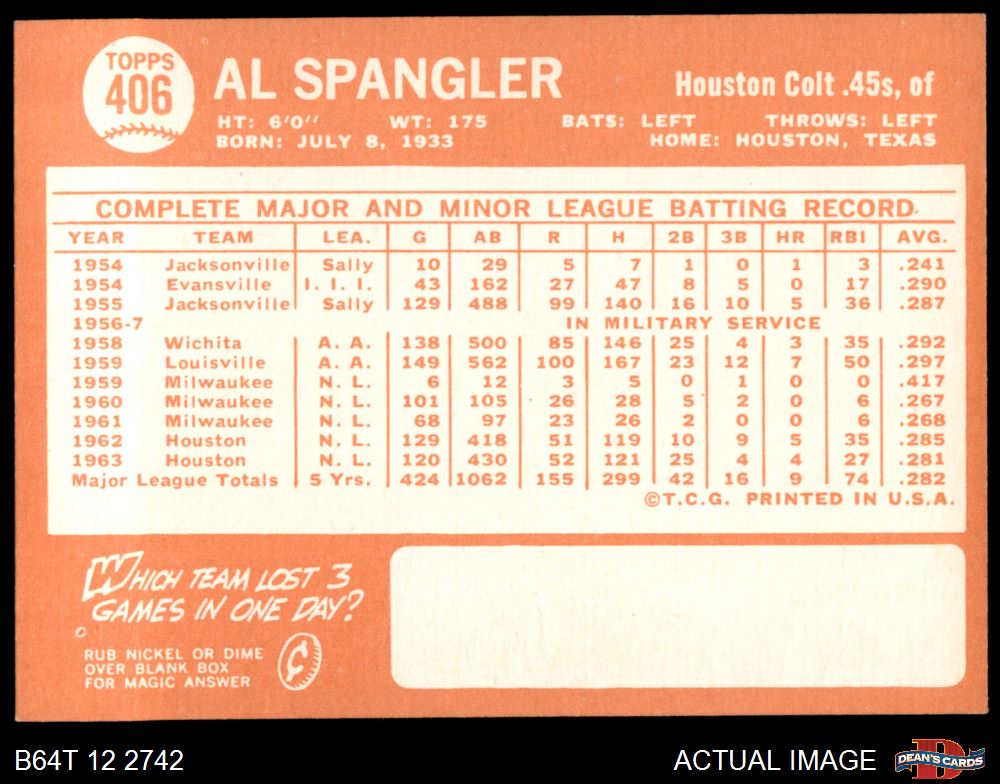 TOPPS
406
AL SPANGLER
Houston Colt .45s, of
HT: 6'0" WT: 175 BATS: LEFT THROWS: LEFT
BORN: JULY 8, 1933 HOME: HOUSTON, TEXAS
COMPLETE MAJOR AND MINOR LEAGUE BATTING RECORD
YEAR TEAM LEA. G AB R H 2B 3B HR RBI AVG.
1954 Jacksonville Sally 10 29 5 7 1 0 1 3 .241
1954 Evansville I. I. I. 43 162 27 47 8 5 0 17 .290
1955 Jacksonville Sally 129 488 99 140 16 10 5 36 .287
1956-7 IN MILITARY SERVICE
1958 Wichita A. A. 138 500 85 146 25 4 3 35 .292
1959 Louisville A. A. 149 562 100 167 23 12 7 50 .297
1959 Milwaukee N. L. 6 12 3 5 0 1 0 0 .417
1960 Milwaukee N. L. 101 105 26 28 5 2 0 6 .267
1961 Milwaukee N. L. 68 97 23 26 2 0 0 6 .268
1962 Houston N. L. 129 418 51 119 10 9 5 35 .285
1963 Houston N. L. 120 430 52 121 25 4 4 27 .281
Major League Totals 5 Yrs. 424 1062 155 299 42 16 9 74 .282
©T.C.G. PRINTED IN U.S.A.
WHICH TEAM LOST 3
GAMES IN ONE DAY?
RUB NICKEL OR DIME
OVER BLANK BOX
FOR MAGIC ANSWER
¢
B64T 12 2742
ACTUAL IMAGE
D
DEAN'S CARDS